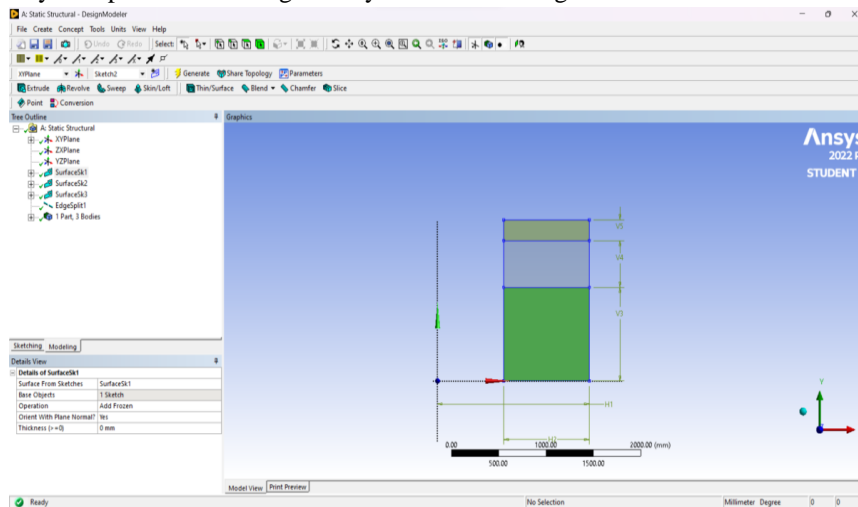 A: Static Structural - DesignModeler
File Create Concept Tools Units View Help
Undo Redo Select:
XYPlane Sketch2 Generate Share Topology Parameters
Extrude Revolve Sweep Skin/Loft Thin/Surface Blend Chamfer Slice
Point Conversion
Tree Outline
A: Static Structural
XYPlane
ZXPlane
YZPlane
SurfaceSk1
SurfaceSk2
SurfaceSk3
EdgeSplit1
1 Part, 3 Bodies
Sketching Modeling
Details View
Details of SurfaceSk1
Surface From Sketches SurfaceSk1
Base Objects 1 Sketch
Operation Add Frozen
Orient With Plane Normal? Yes
Thickness (>=0) 0 mm
Graphics
Ansys
2022
STUDENT
V5
V4
V3
H1
0.00 1000.00 2000.00 (mm)
500.00 1500.00
Y
Model View Print Preview
Ready No Selection Millimeter Degree 0 0